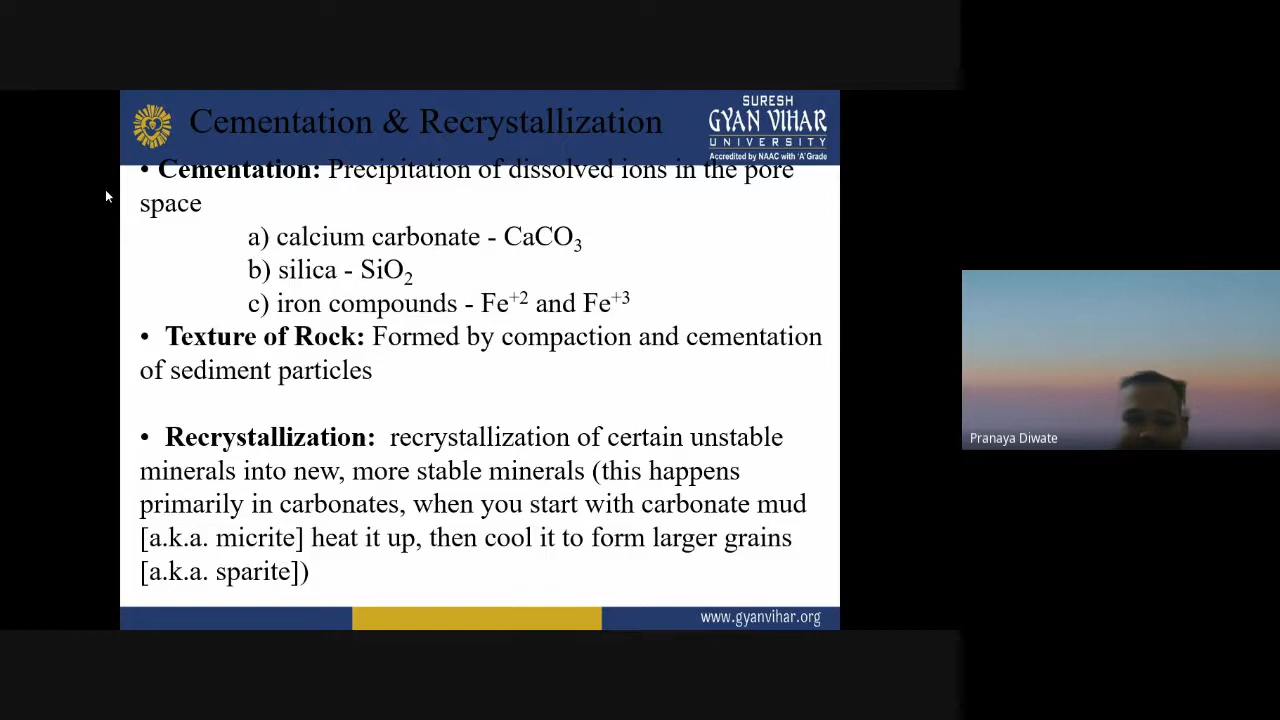 Cementation & Recrystallization
SURESH
GYAN VIHAR
UNIVERSITY
Accredited by NAAC with 'A' Grade
• Cementation: Precipitation of dissolved ions in the pore
space
a) calcium carbonate - CaCO₃
b) silica - SiO₂
c) iron compounds - Fe⁺² and Fe⁺³
• Texture of Rock: Formed by compaction and cementation
of sediment particles
• Recrystallization: recrystallization of certain unstable
minerals into new, more stable minerals (this happens
primarily in carbonates, when you start with carbonate mud
[a.k.a. micrite] heat it up, then cool it to form larger grains
[a.k.a. sparite])
www.gyanvihar.org
Pranaya Diwate